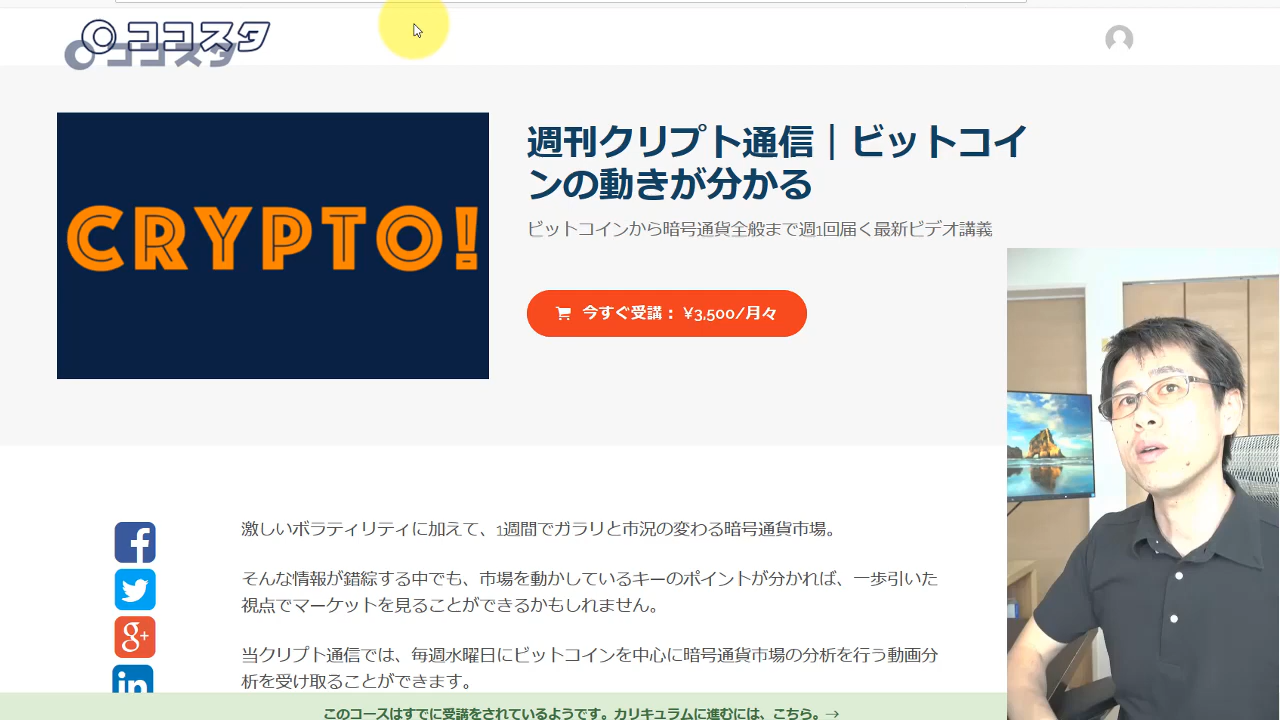 ココスタ
ココスタ
CRYPTO!
週刊クリプト通信｜ビットコイ
ンの動きが分かる
ビットコインから暗号通貨全般まで週1回届く最新ビデオ講義
今すぐ受講： ¥3,500/月々
激しいボラティリティに加えて、1週間でガラリと市況の変わる暗号通貨市場。
そんな情報が錯綜する中でも、市場を動かしているキーのポイントが分かれば、一歩引いた
視点でマーケットを見ることができるかもしれません。
当クリプト通信では、毎週水曜日にビットコインを中心に暗号通貨市場の分析を行う動画分
析を受け取ることができます。
f
g+
in
このコースはすでに受講をされているようです。カリキュラムに進むには、こちら。→